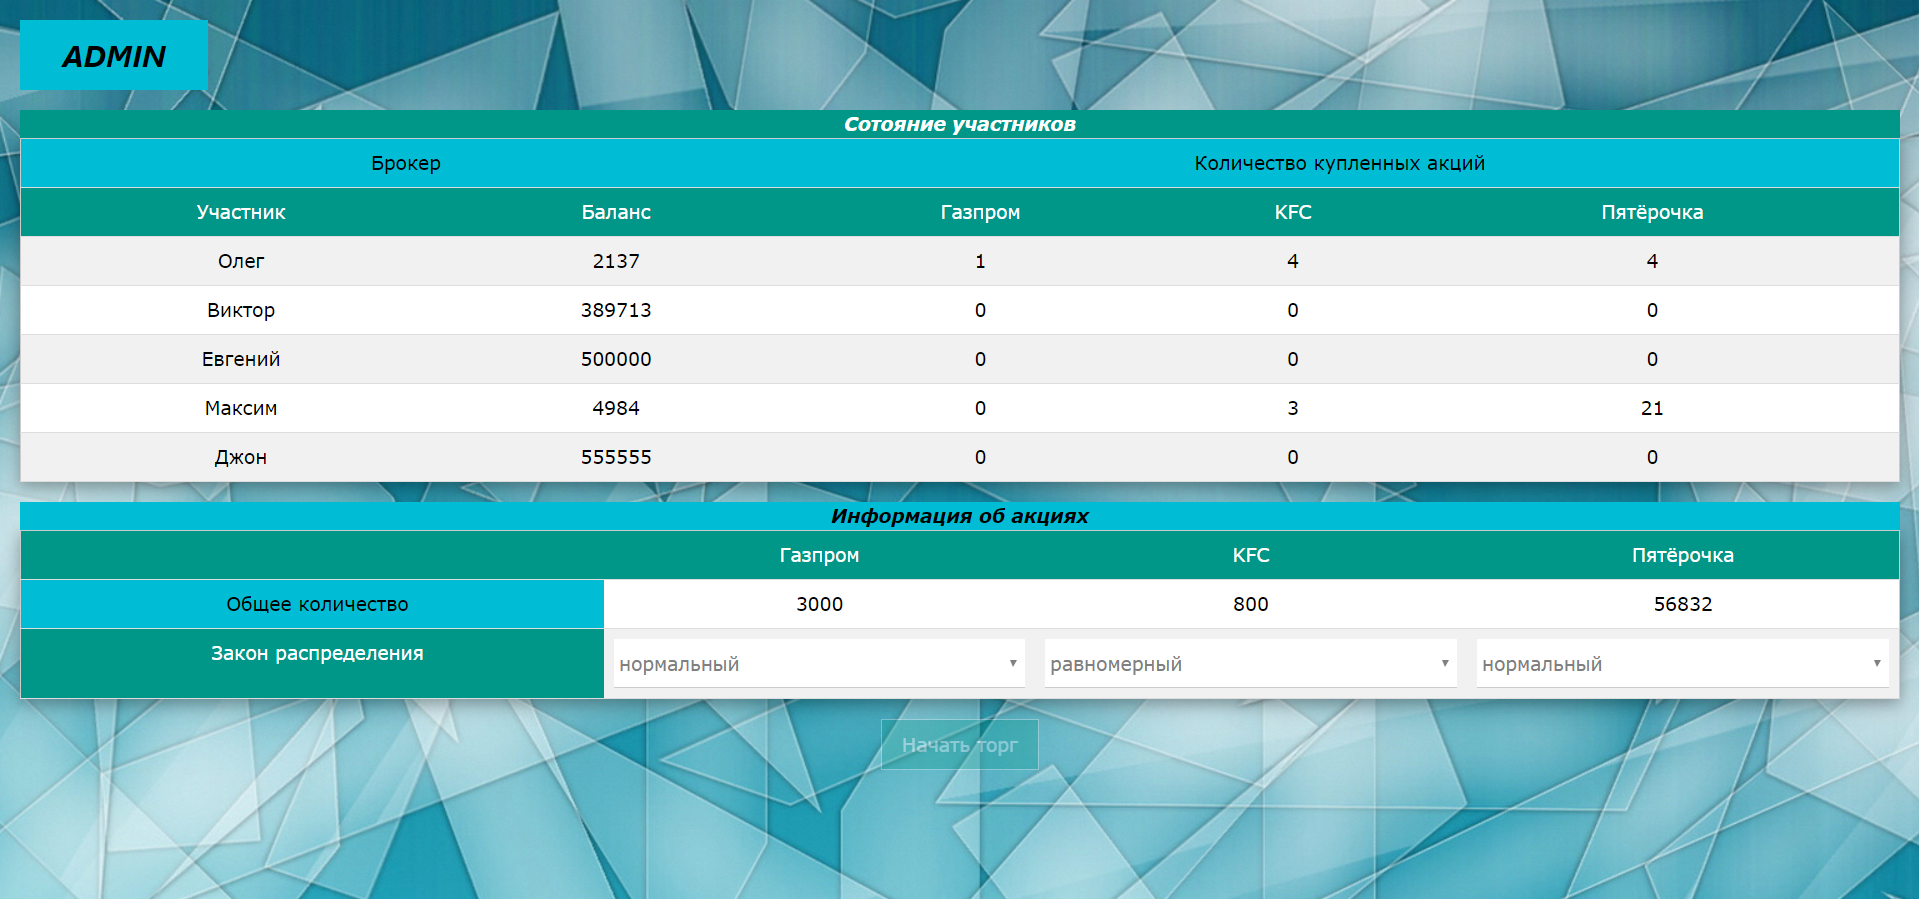 ADMIN
Сотояние участников
Брокер Количество купленных акций
Участник Баланс Газпром KFC Пятёрочка
Олег 2137 1 4 4
Виктор 389713 0 0 0
Евгений 500000 0 0 0
Максим 4984 0 3 21
Джон 555555 0 0 0
Информация об акциях
Газпром KFC Пятёрочка
Общее количество 3000 800 56832
Закон распределения нормальный равномерный нормальный
Начать торг